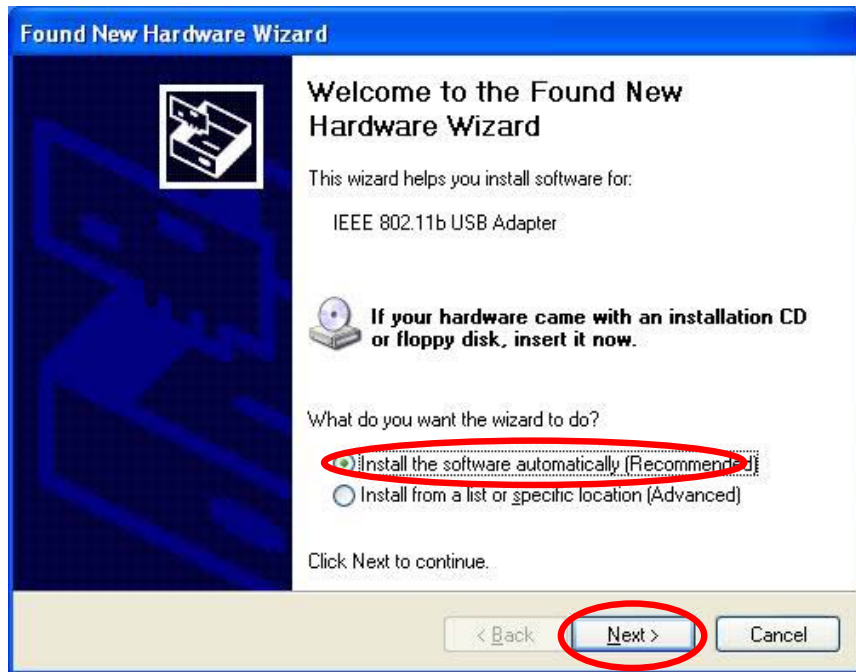 Found New Hardware Wizard
Welcome to the Found New
Hardware Wizard
This wizard helps you install software for:
IEEE 802.11b USB Adapter
If your hardware came with an installation CD
or floppy disk, insert it now.
What do you want the wizard to do?
Install the software automatically (Recommended)
Install from a list or specific location (Advanced)
Click Next to continue.
< Back Next > Cancel